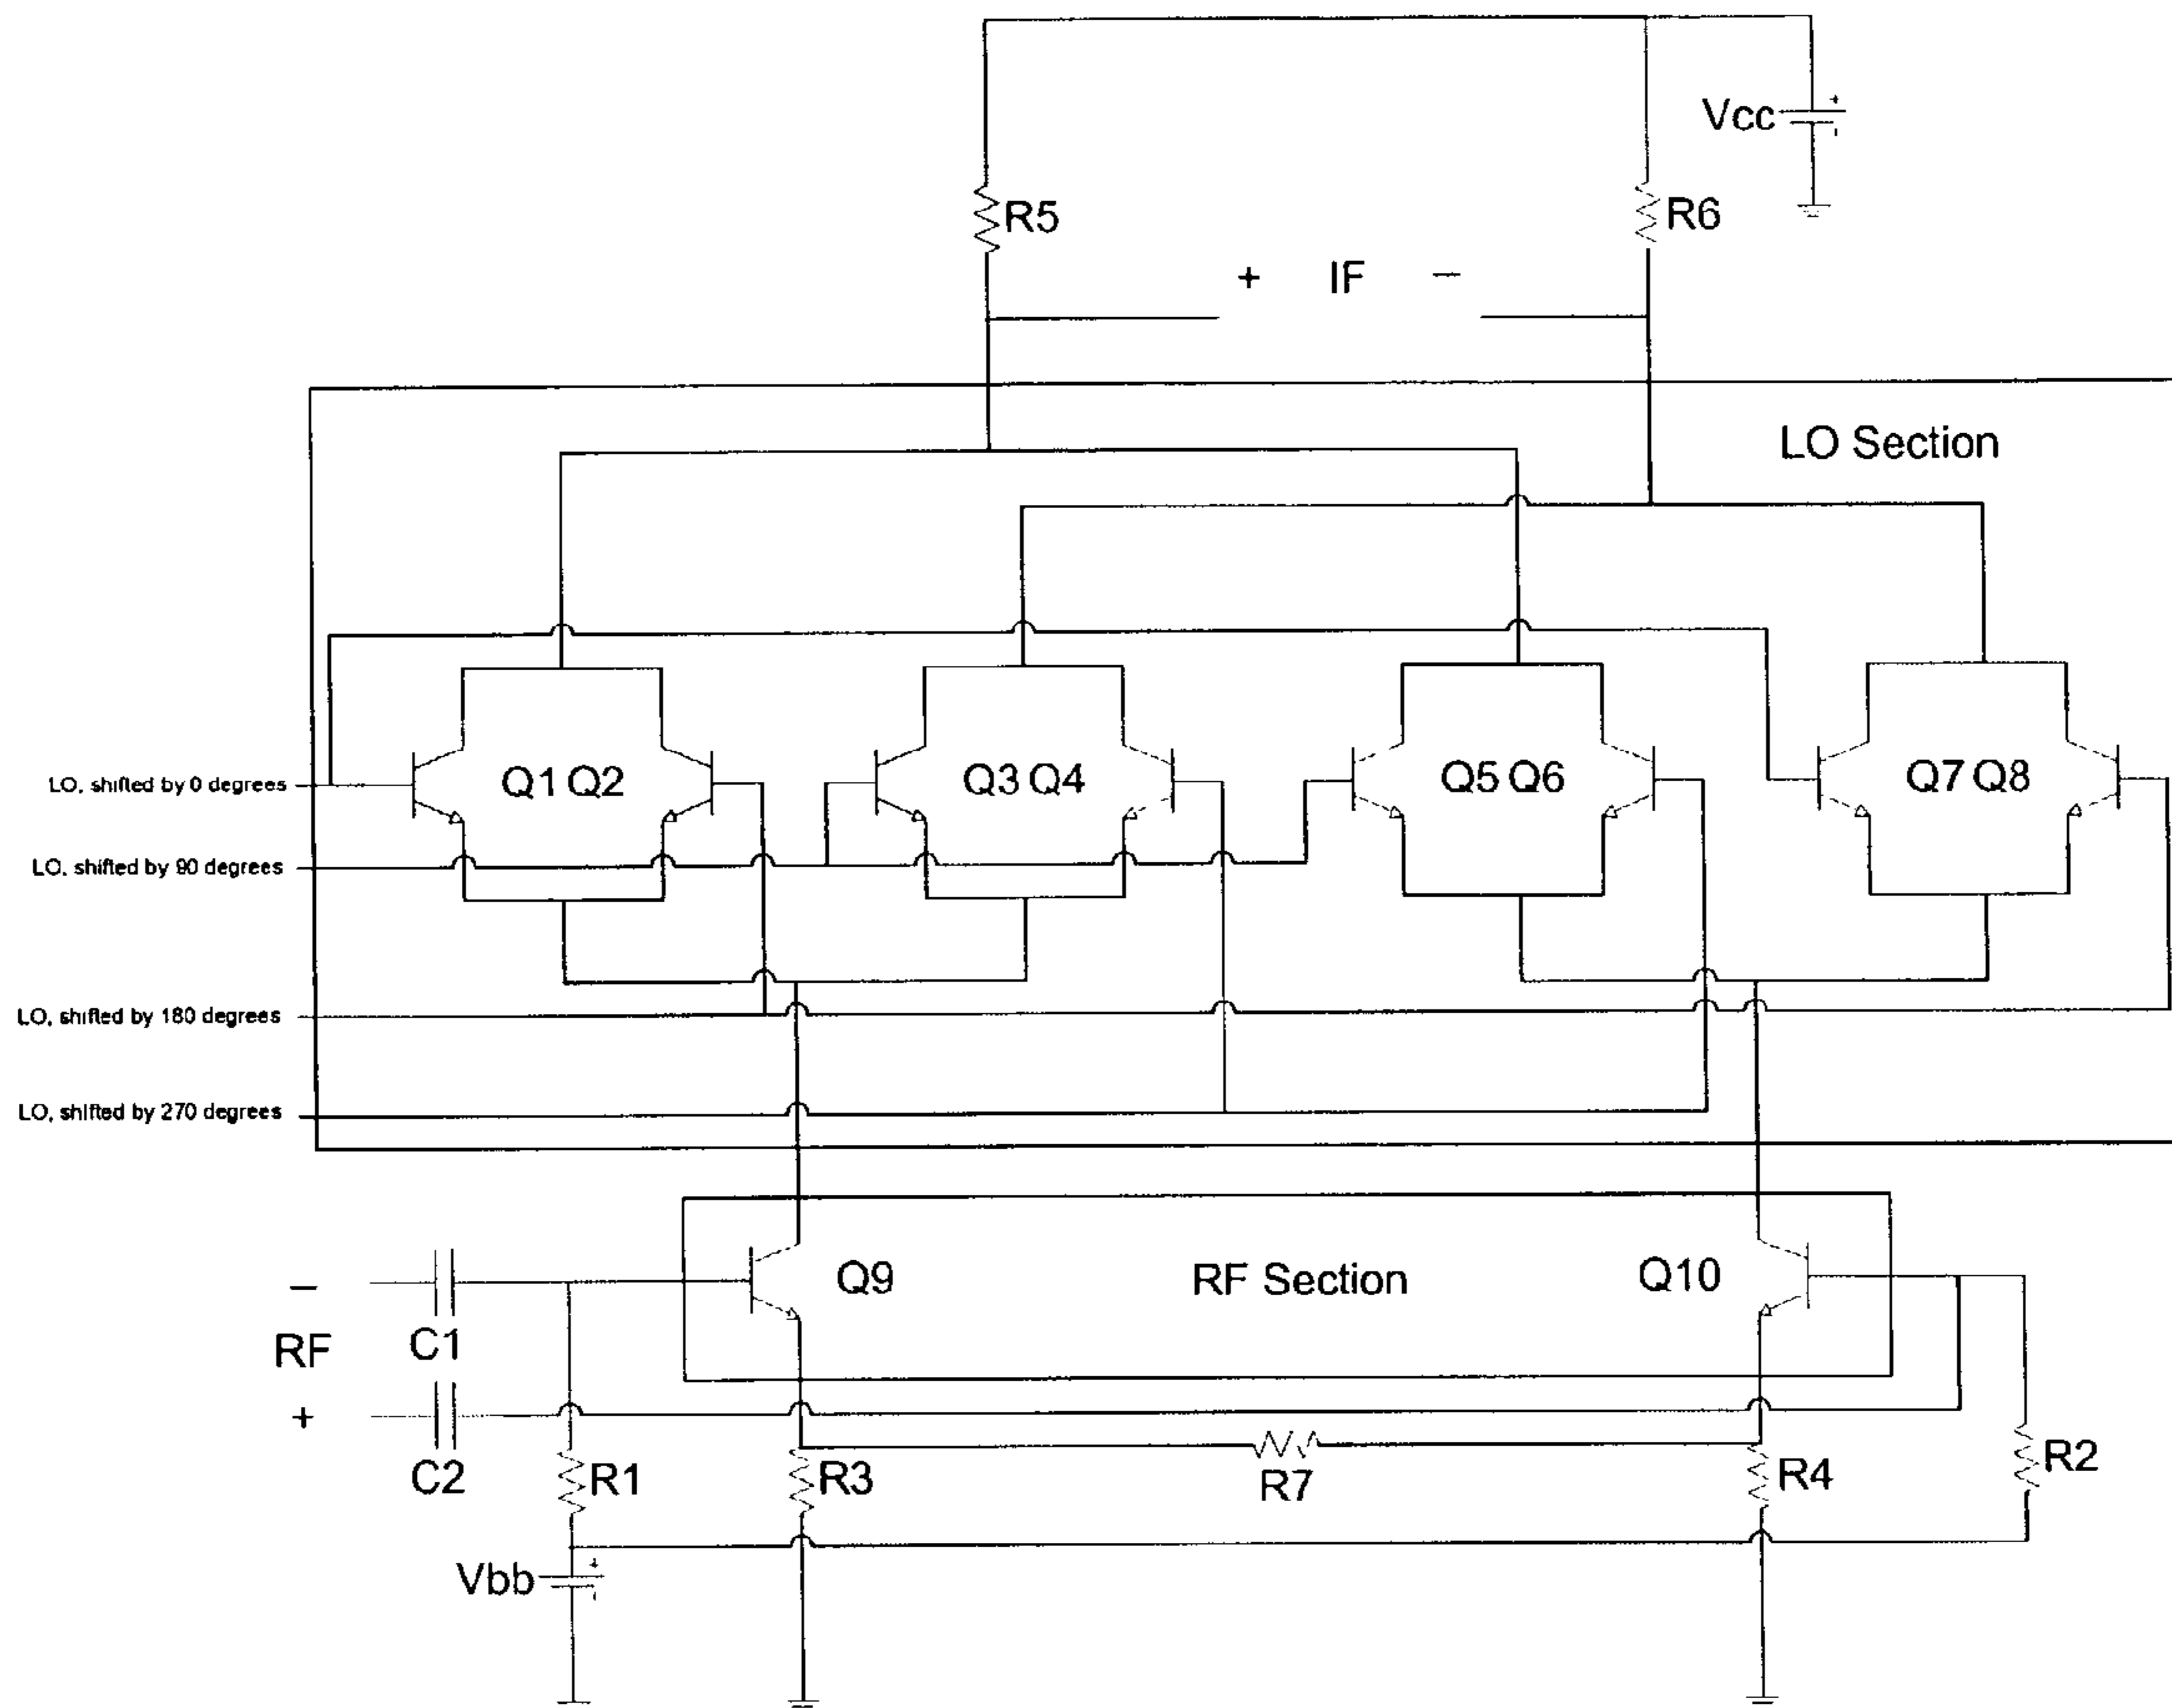 Vcc
R5
R6
+ IF −
LO Section
LO, shifted by 0 degrees
Q1 Q2
Q3 Q4
Q5 Q6
Q7 Q8
LO, shifted by 90 degrees
LO, shifted by 180 degrees
LO, shifted by 270 degrees
Q9
RF Section
Q10
−
RF
+
C1
C2
R1
R3
R7
R4
R2
Vbb